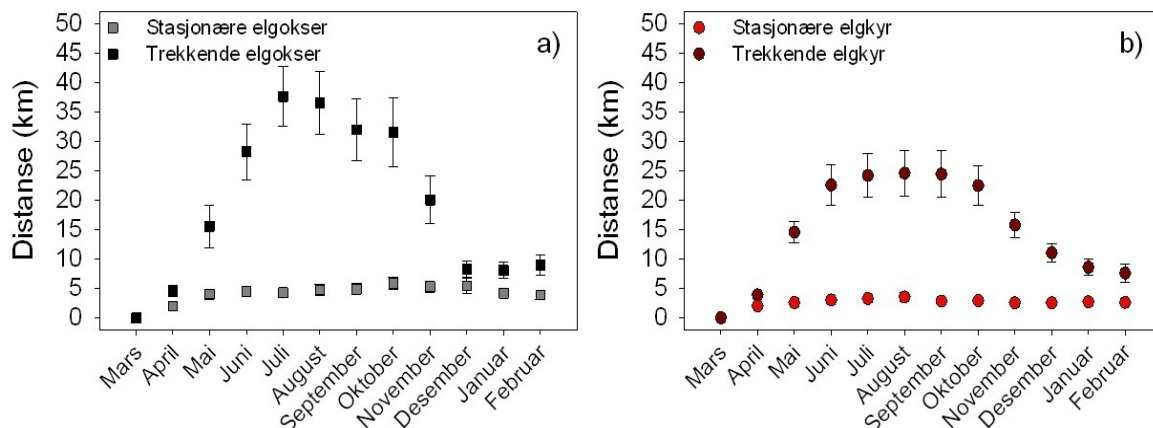 Distanse (km)
50
45
40
35
30
25
20
15
10
5
0
Stasjonære elgokser
Trekkende elgokser
a)
Mars
April
Mai
Juni
Juli
August
September
Oktober
November
Desember
Januar
Februar
Distanse (km)
50
45
40
35
30
25
20
15
10
5
0
Stasjonære elgkyr
Trekkende elgkyr
b)
Mars
April
Mai
Juni
Juli
August
September
Oktober
November
Desember
Januar
Februar